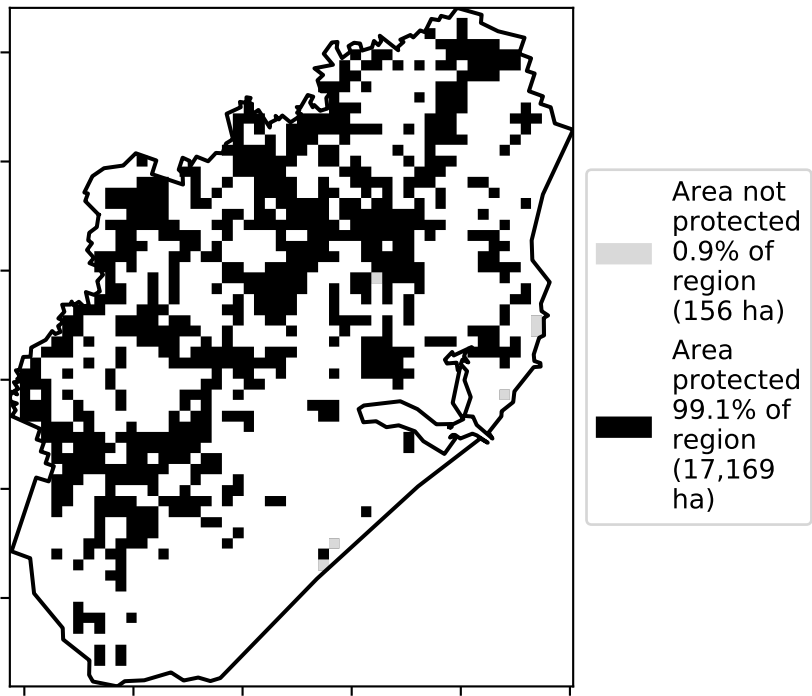 Area not
protected
0.9% of
region
(156 ha)
Area
protected
99.1% of
region
(17,169
ha)